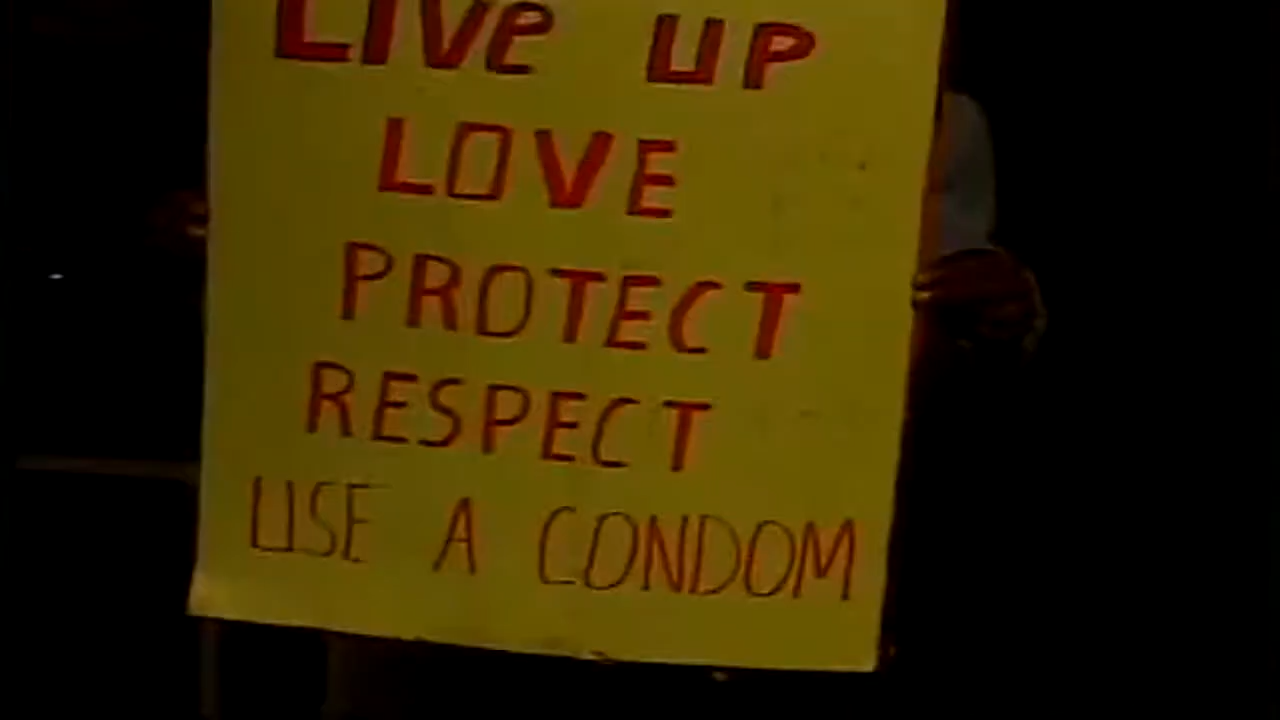 Live UP
LOVE
PROTECT
RESPECT
USE A CONDOM